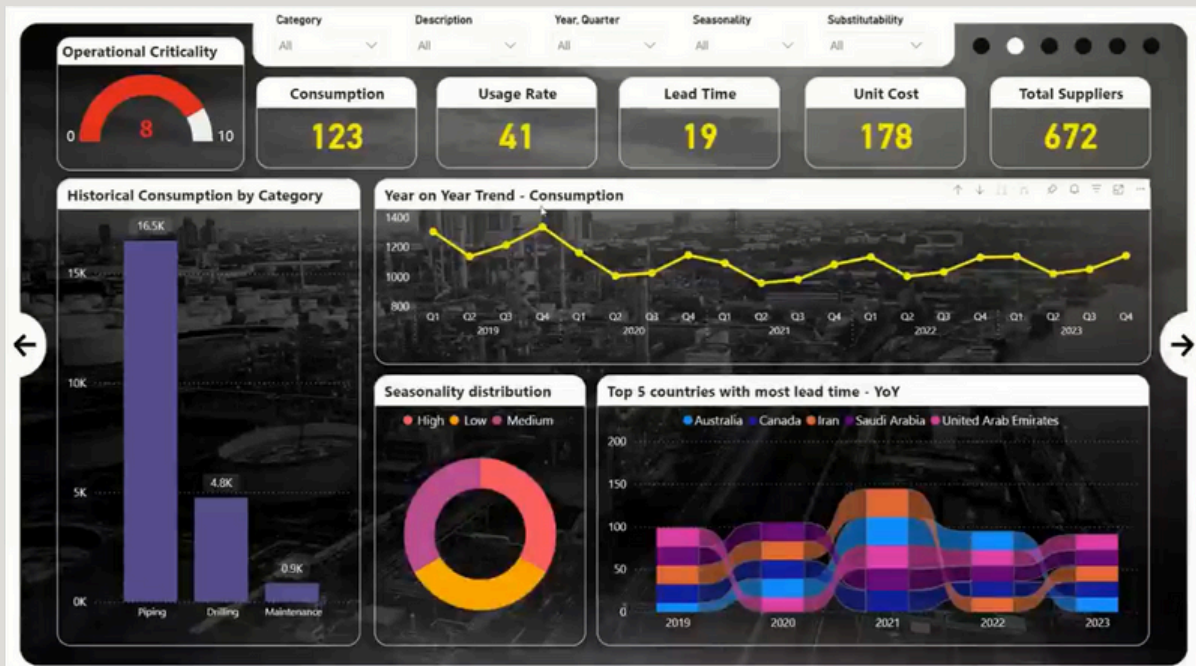 Category Description Year, Quarter Seasonality Substitutability
All All All All All
Operational Criticality
0 8 10
Consumption
123
Usage Rate
41
Lead Time
19
Unit Cost
178
Total Suppliers
672
Historical Consumption by Category
16.5K
15K
10K
4.8K
5K
0.9K
0K
Piping Drilling Maintenance
Year on Year Trend - Consumption
1400
1200
1000
800
Q1 Q2 Q3 Q4 Q1 Q2 Q3 Q4 Q1 Q2 Q3 Q4 Q1 Q2 Q3 Q4 Q1 Q2 Q3 Q4
2019 2020 2021 2022 2023
Seasonality distribution
High Low Medium
Top 5 countries with most lead time - YoY
Australia Canada Iran Saudi Arabia United Arab Emirates
200
150
100
50
0
2019 2020 2021 2022 2023